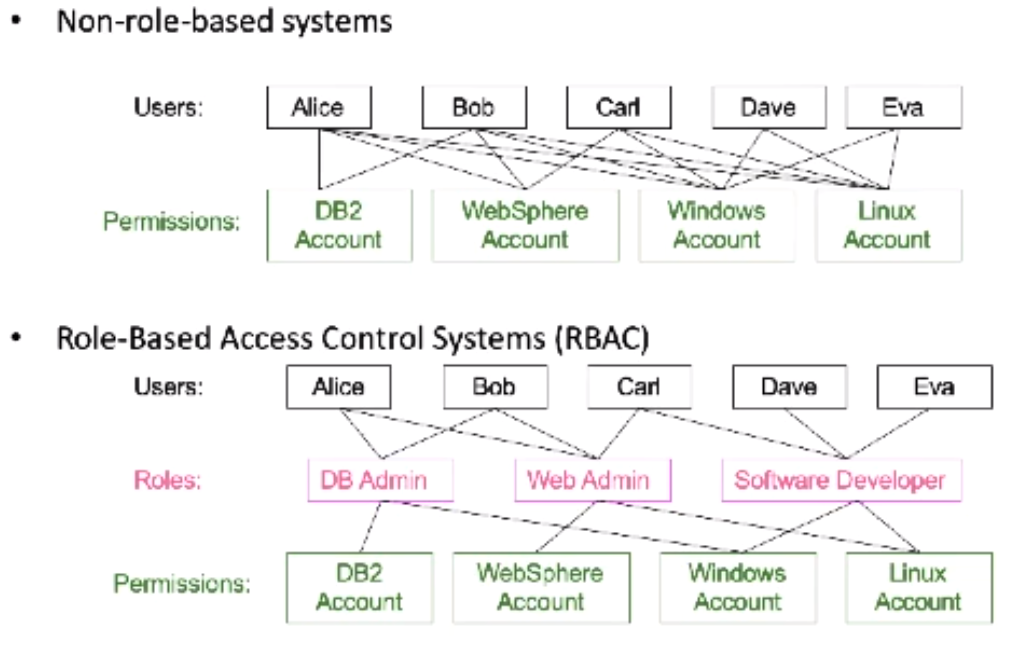 • Non-role-based systems
Users: Alice Bob Carl Dave Eva
Permissions: DB2 Account WebSphere Account Windows Account Linux Account
• Role-Based Access Control Systems (RBAC)
Users: Alice Bob Carl Dave Eva
Roles: DB Admin Web Admin Software Developer
Permissions: DB2 Account WebSphere Account Windows Account Linux Account